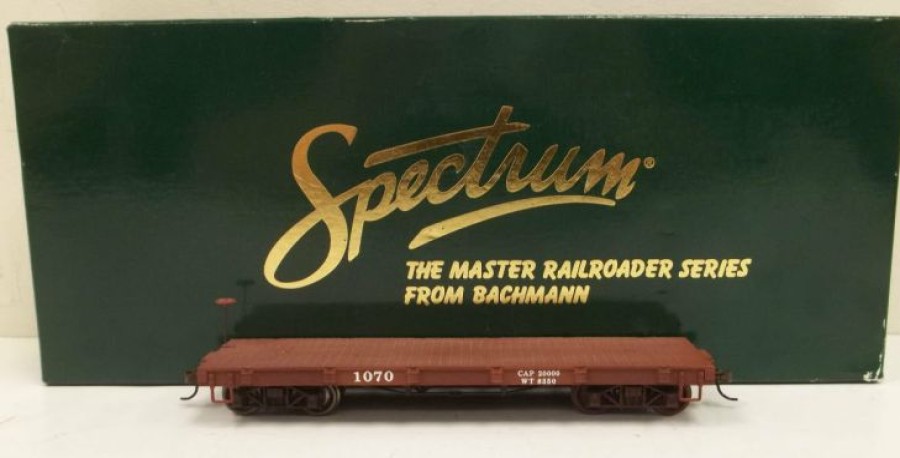 Spectrum®
THE MASTER RAILROADER SERIES
FROM BACHMANN
1070
CAP 20000
WT 8550